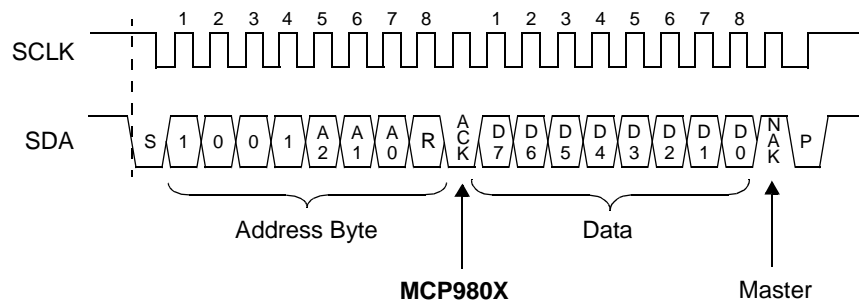 1 2 3 4 5 6 7 8 1 2 3 4 5 6 7 8
SCLK
SDA S 1 0 0 1 A2 A1 A0 R ACK D7 D6 D5 D4 D3 D2 D1 D0 NAK P
Address Byte Data
MCP980X Master